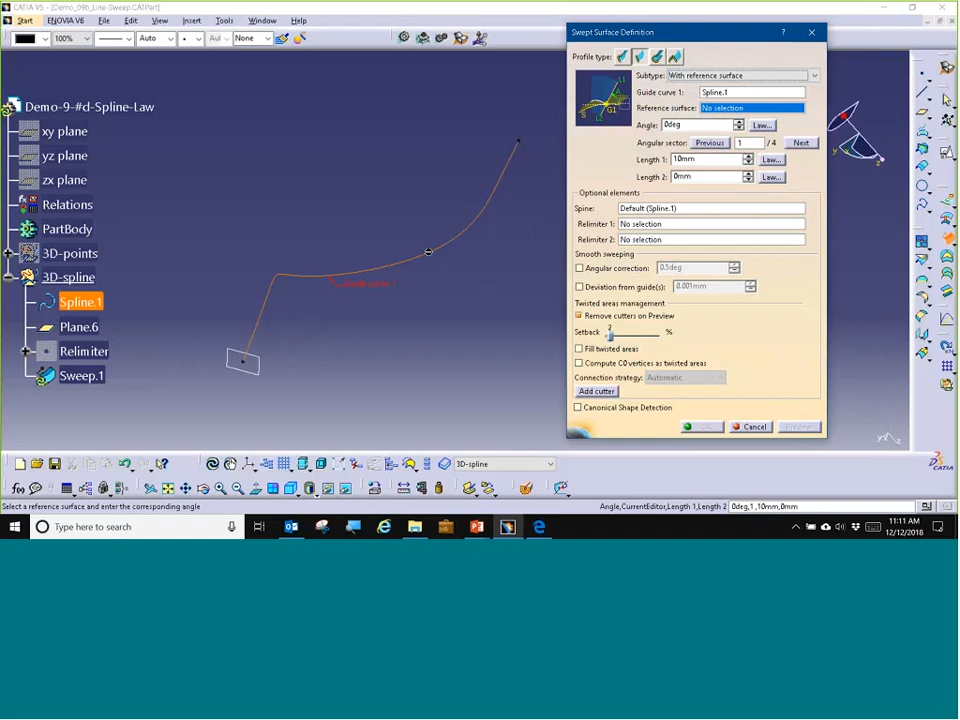 CATIA V5 - [Demo_09b_Line-Sweep.CATPart]
Start ENOVIA V6 File Edit View Insert Tools Window Help
100% Auto Aut None
Demo-9-#d-Spline-Law
xy plane
yz plane
zx plane
Relations
PartBody
3D-points
3D-spline
Spline.1
Plane.6
Relimiter
Sweep.1
Guide curve 1
Swept Surface Definition ? ×
Profile type:
Subtype: With reference surface
Guide curve 1: Spline.1
Reference surface: No selection
Angle: 0deg Law...
Angular sector: Previous 1 / 4 Next
Length 1: 10mm Law...
Length 2: 0mm Law...
Optional elements
Spine: Default (Spline.1)
Relimiter 1: No selection
Relimiter 2: No selection
Smooth sweeping
Angular correction: 0.5deg
Deviation from guide(s): 0.001mm
Twisted areas management
Remove cutters on Preview
2
Setback %
Fill twisted areas
Compute C0 vertices as twisted areas
Connection strategy: Automatic
Add cutter
Canonical Shape Detection
OK Cancel Preview
3D-spline
CATIA
Select a reference surface and enter the corresponding angle
Angle,CurrentEditor,Length 1,Length 2 0deg,1 ,10mm,0mm
Type here to search
11:11 AM
12/12/2018